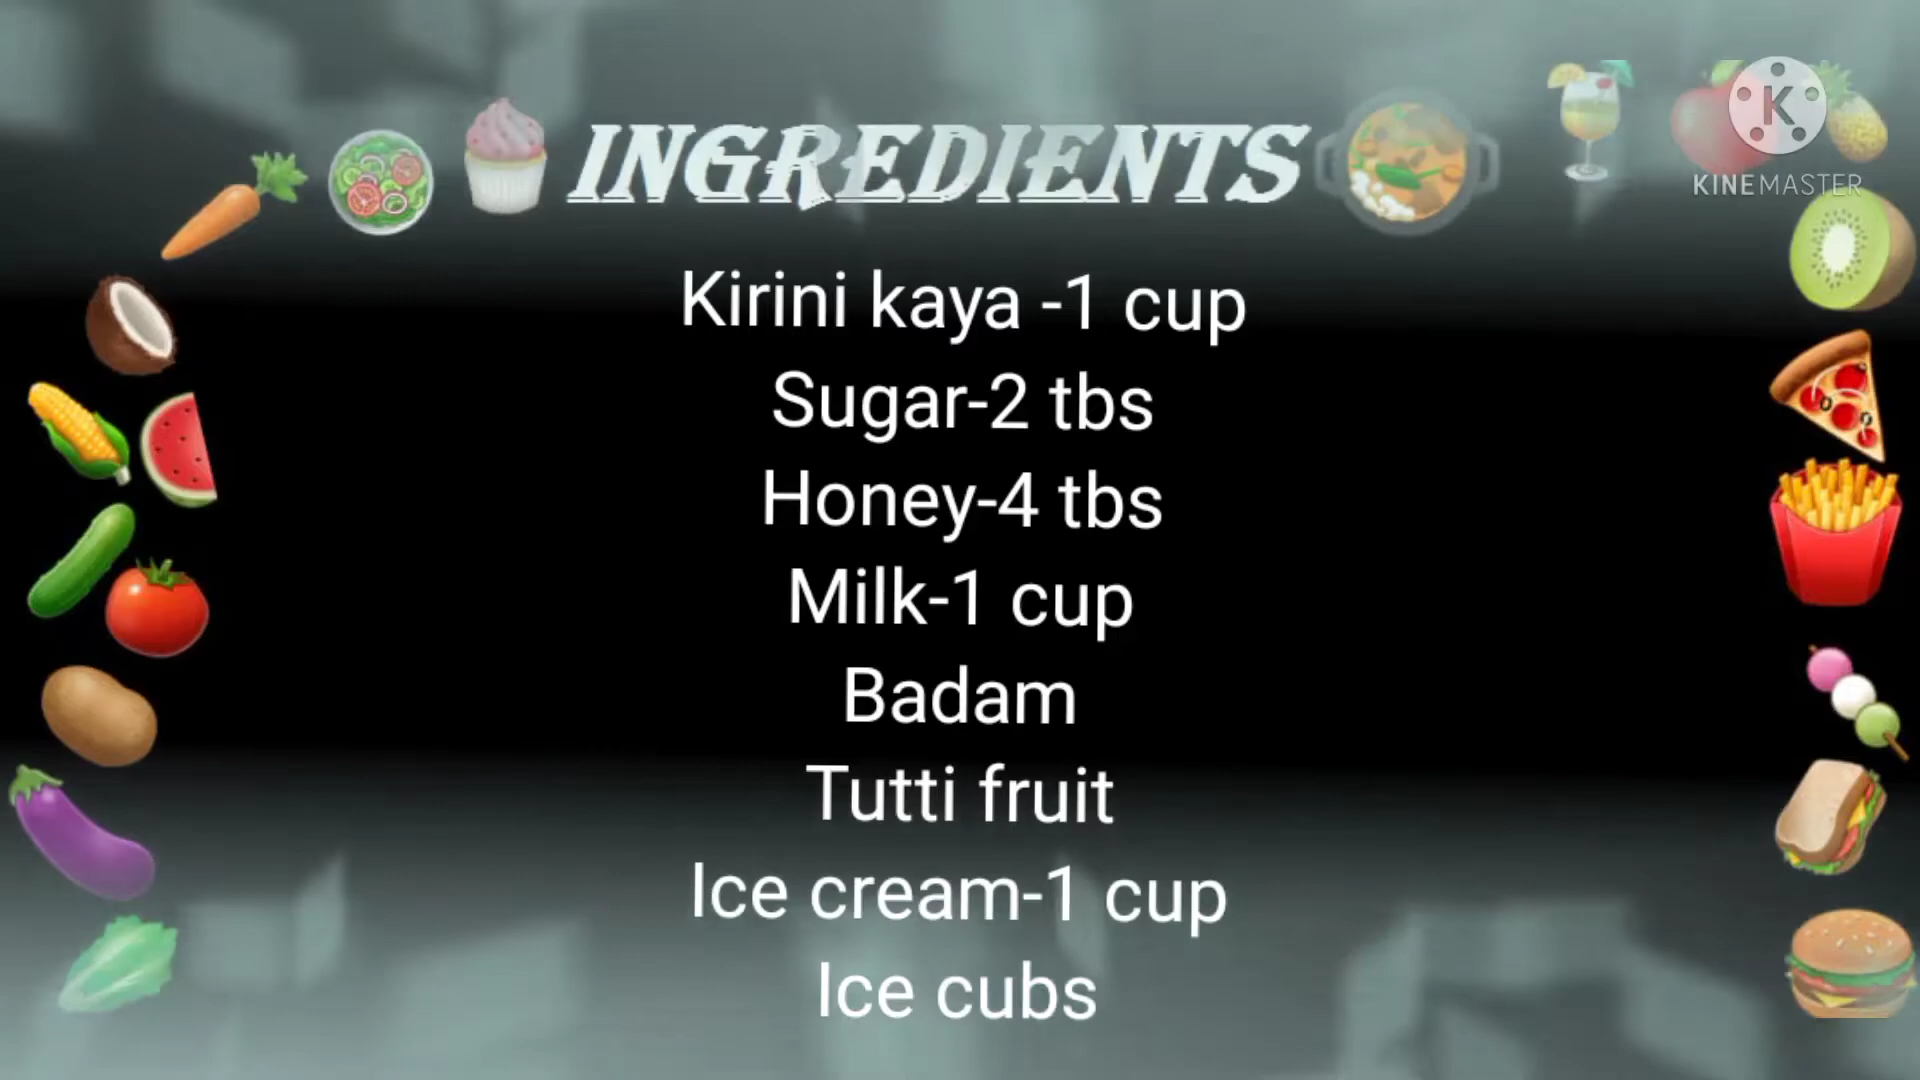 INGREDIENTS
K
KINEMASTER
Kirini kaya -1 cup
Sugar-2 tbs
Honey-4 tbs
Milk-1 cup
Badam
Tutti fruit
Ice cream-1 cup
Ice cubs